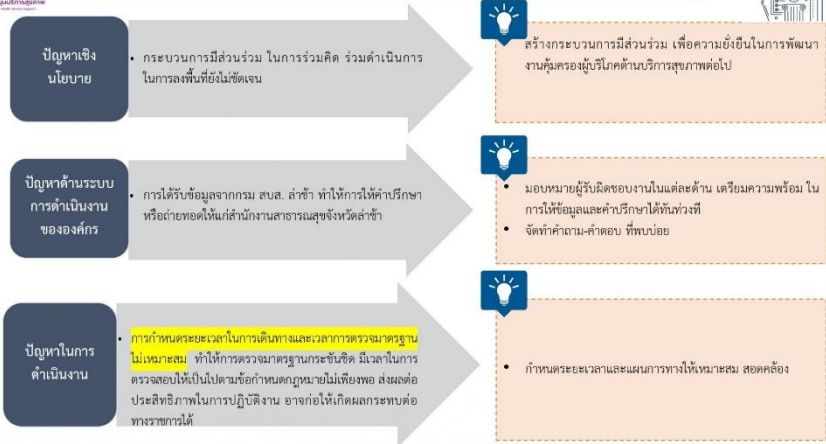 ปัญหาเชิง
นโยบาย
• กระบวนการมีส่วนร่วม ในการร่วมคิด ร่วมดำเนินการ
ในการลงพื้นที่ยังไม่ชัดเจน
สร้างกระบวนการมีส่วนร่วม เพื่อความยั่งยืนในการพัฒนา
งานคุ้มครองผู้บริโภคด้านบริการสุขภาพต่อไป
ปัญหาด้านระบบ
การดำเนินงาน
ขององค์กร
• การได้รับข้อมูลจากกรม สบส. ล่าช้า ทำให้การให้คำปรึกษา
หรือถ่ายทอดให้แก่สำนักงานสาธารณสุขจังหวัดล่าช้า
• มอบหมายผู้รับผิดชอบงานในแต่ละด้าน เตรียมความพร้อม ใน
การให้ข้อมูลและคำปรึกษาได้ทันท่วงที
• จัดทำคำถาม-คำตอบ ที่พบบ่อย
ปัญหาในการ
ดำเนินงาน
• การกำหนดระยะเวลาในการเดินทางและเวลาการตรวจมาตรฐาน
ไม่เหมาะสม ทำให้การตรวจมาตรฐานกระชั้นชิด มีเวลาในการ
ตรวจสอบให้เป็นไปตามข้อกำหนดกฎหมายไม่เพียงพอ ส่งผลต่อ
ประสิทธิภาพในการปฏิบัติงาน อาจก่อให้เกิดผลกระทบต่อ
ทางราชการได้
• กำหนดระยะเวลาและแผนการทางให้เหมาะสม สอดคล้อง